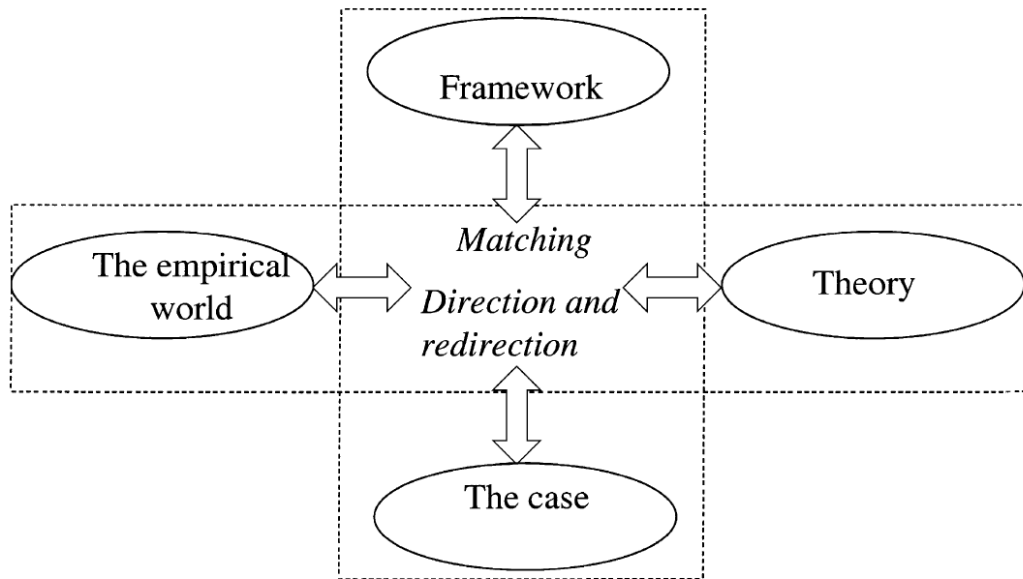 Framework
Matching
The empirical
world
Theory
Direction and
redirection
The case